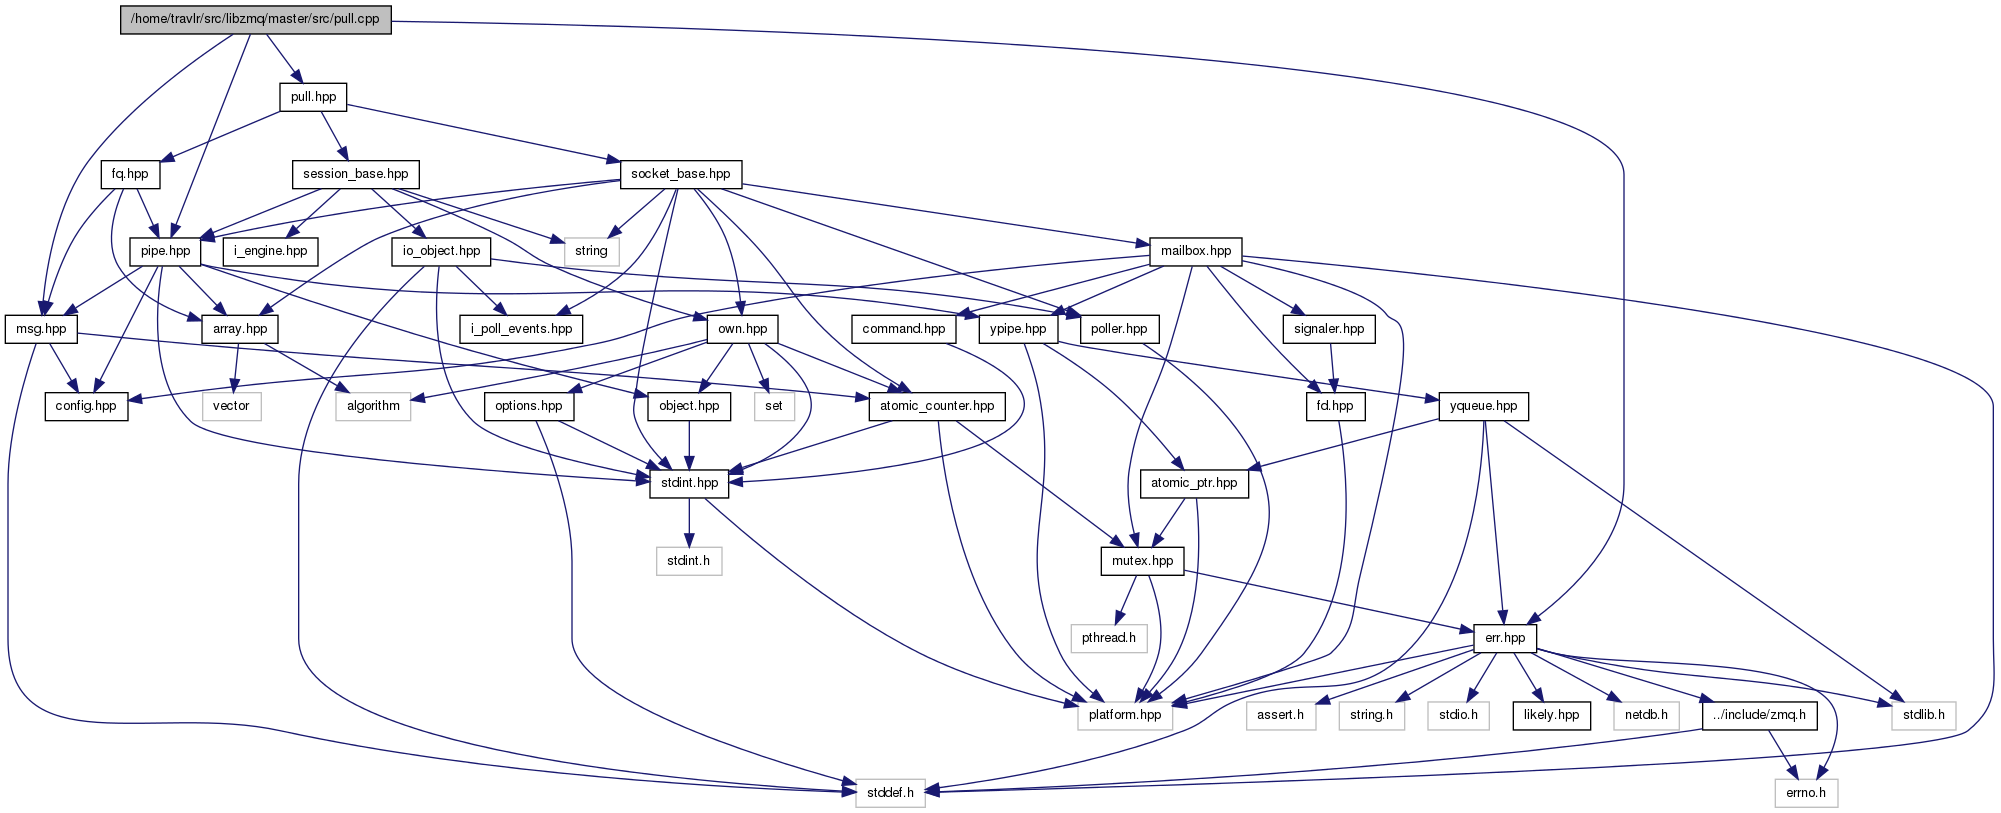 /home/travlr/src/libzmq/master/src/pull.cpp
pull.hpp
fq.hpp
session_base.hpp
socket_base.hpp
pipe.hpp
i_engine.hpp
io_object.hpp
string
mailbox.hpp
msg.hpp
array.hpp
i_poll_events.hpp
own.hpp
command.hpp
ypipe.hpp
poller.hpp
signaler.hpp
config.hpp
vector
algorithm
options.hpp
object.hpp
set
atomic_counter.hpp
fd.hpp
yqueue.hpp
stdint.hpp
atomic_ptr.hpp
stdint.h
mutex.hpp
pthread.h
err.hpp
platform.hpp
assert.h
string.h
stdio.h
likely.hpp
netdb.h
../include/zmq.h
stdlib.h
stddef.h
errno.h